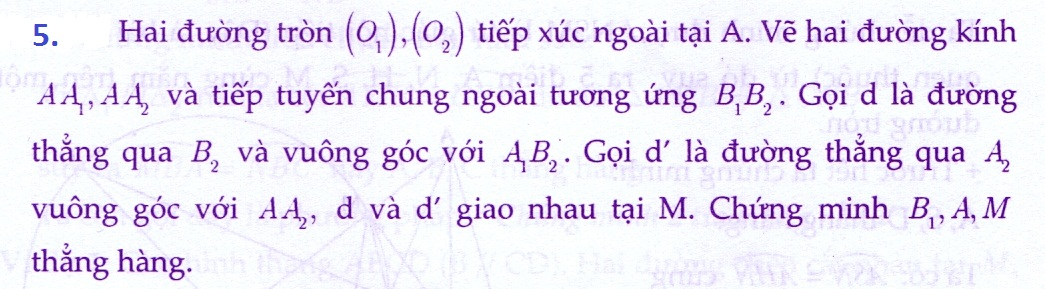 5. Hai đường tròn (O₁),(O₂) tiếp xúc ngoài tại A. Vẽ hai đường kính
AA₁, AA₂ và tiếp tuyến chung ngoài tương ứng B₁B₂. Gọi d là đường
thẳng qua B₂ và vuông góc với A₁B₂. Gọi d′ là đường thẳng qua A₂
vuông góc với AA₂, d và d′ giao nhau tại M. Chứng minh B₁, A, M
thẳng hàng.